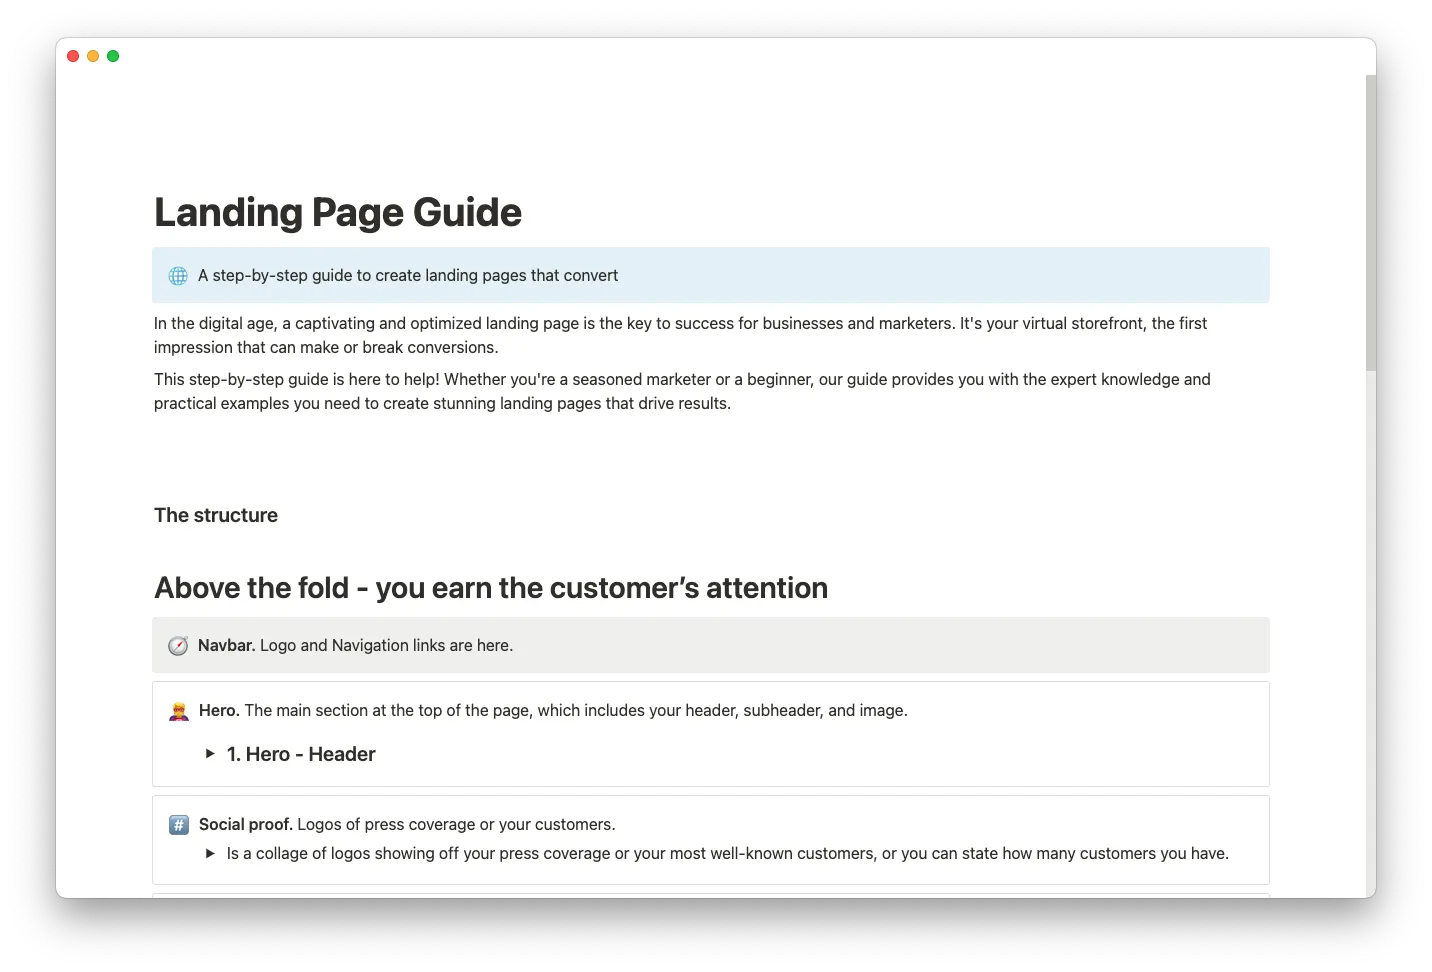 Landing Page Guide
🌐 A step-by-step guide to create landing pages that convert
In the digital age, a captivating and optimized landing page is the key to success for businesses and marketers. It's your virtual storefront, the first
impression that can make or break conversions.
This step-by-step guide is here to help! Whether you're a seasoned marketer or a beginner, our guide provides you with the expert knowledge and
practical examples you need to create stunning landing pages that drive results.
The structure
Above the fold - you earn the customer’s attention
Navbar. Logo and Navigation links are here.
Hero. The main section at the top of the page, which includes your header, subheader, and image.
1. Hero - Header
# Social proof. Logos of press coverage or your customers.
Is a collage of logos showing off your press coverage or your most well-known customers, or you can state how many customers you have.